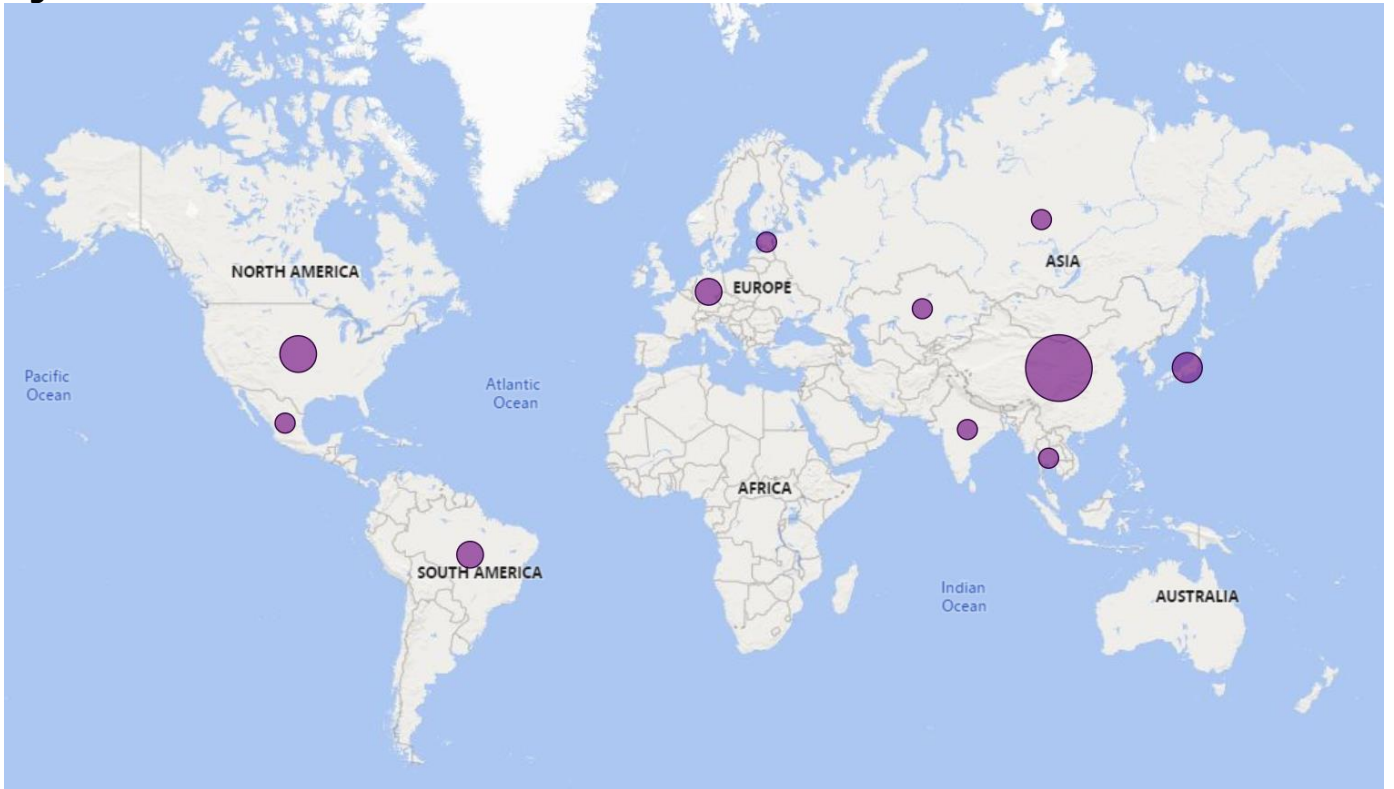 NORTH AMERICA
ASIA
EUROPE
Pacific
Ocean
Atlantic
Ocean
AFRICA
SOUTH AMERICA
Indian
Ocean
AUSTRALIA